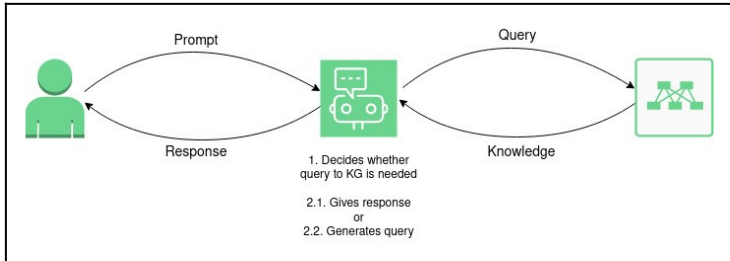 Prompt
Query
Response
Knowledge
1. Decides whether
query to KG is needed
2.1. Gives response
or
2.2. Generates query